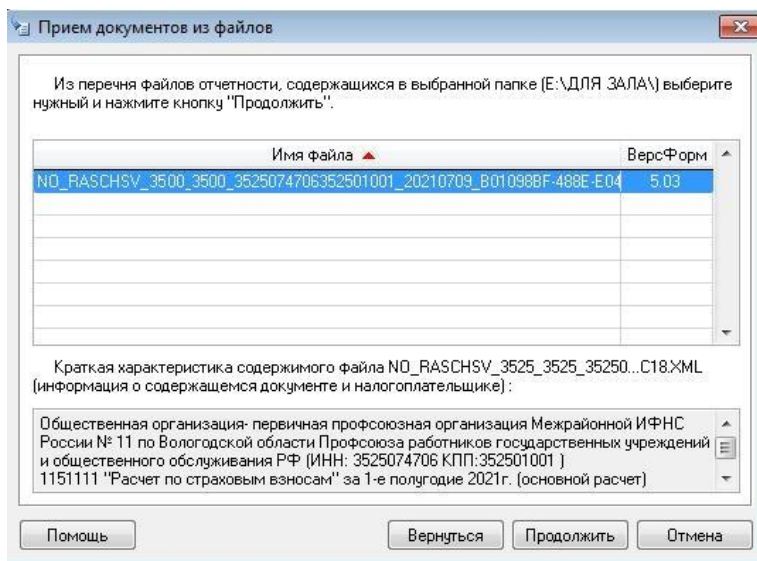 Прием документов из файлов
Из перечня файлов отчетности, содержащихся в выбранной папке (E:\ДЛЯ ЗАЛА\) выберите
нужный и нажмите кнопку "Продолжить".
Имя файла ВерсФорм
NO_RASCHSV_3500_3500_3525074706352501001_20210709_B01098BF-488E-E04 5.03
Краткая характеристика содержимого файла NO_RASCHSV_3525_3525_35250...C18.XML
(информация о содержащемся документе и налогоплательщике) :
Общественная организация- первичная профсоюзная организация Межрайонной ИФНС
России № 11 по Вологодской области Профсоюза работников государственных учреждений
и общественного обслуживания РФ (ИНН: 3525074706 КПП:352501001 )
1151111 "Расчет по страховым взносам" за 1-е полугодие 2021г. (основной расчет)
Помощь Вернуться Продолжить Отмена